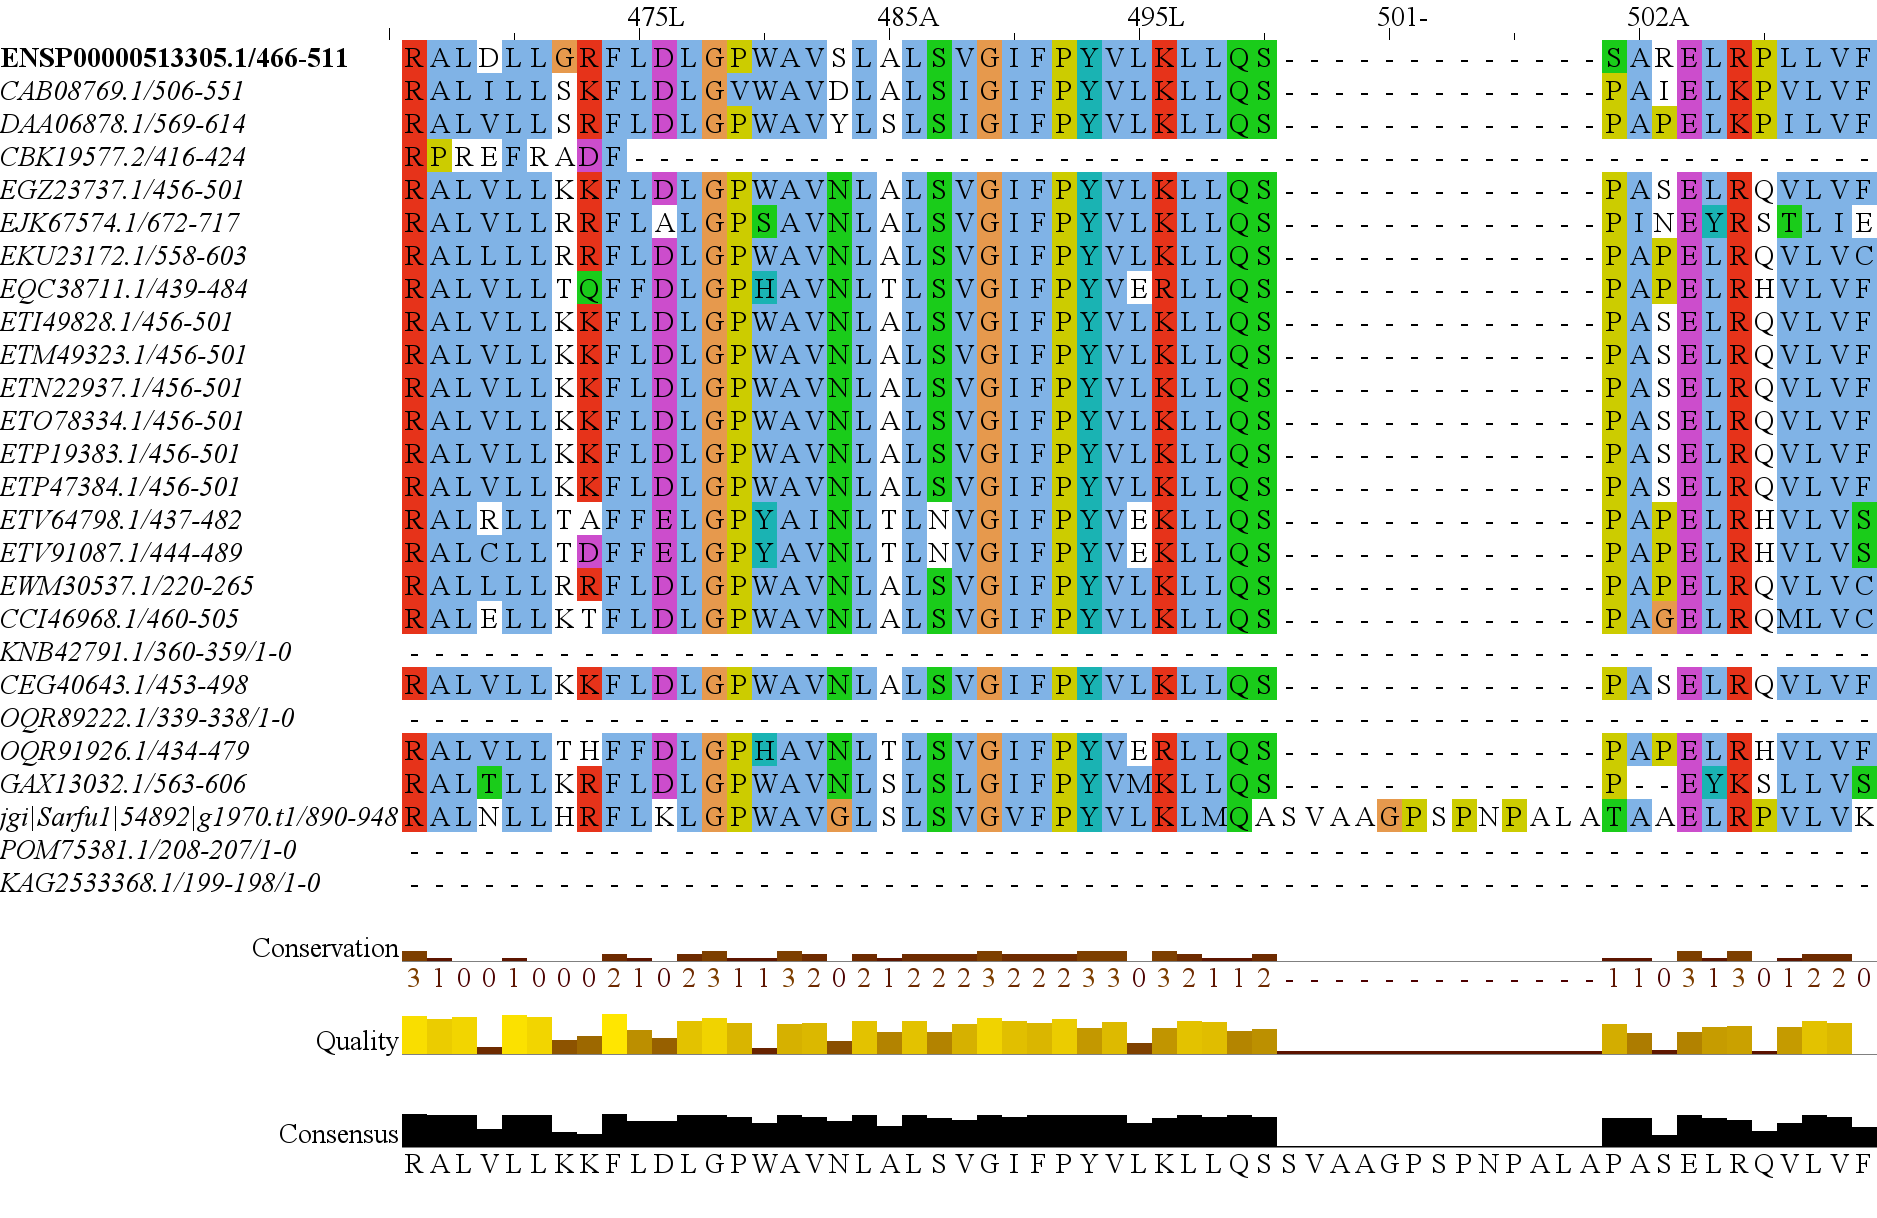 475L 485A 495L 501- 502A
ENSP00000513305.1/466-511 RALDLLGRFLDLGPWAVSLALSVGIFPYVLKLLQS-------------SARELRPLLVF
CAB08769.1/506-551 RALILLSKFLDLGVWAVDLALSIGIFPYVLKLLQS-------------PAIELKPVLVF
DAA06878.1/569-614 RALVLLSRFLDLGPWAVYLSLSIGIFPYVLKLLQS-------------PAPELKPILVF
CBK19577.2/416-424 RPREFRADF--------------------------------------------------
EGZ23737.1/456-501 RALVLLKKFLDLGPWAVNLALSVGIFPYVLKLLQS-------------PASELRQVLVF
EJK67574.1/672-717 RALVLLRRFLALGPSAVNLALSVGIFPYVLKLLQS-------------PINEYRSTLIE
EKU23172.1/558-603 RALLLLRRFLDLGPWAVNLALSVGIFPYVLKLLQS-------------PAPELRQVLVC
EQC38711.1/439-484 RALVLLTQFFDLGPHAVNLTLSVGIFPYVERLLQS-------------PAPELRHVLVF
ETI49828.1/456-501 RALVLLKKFLDLGPWAVNLALSVGIFPYVLKLLQS-------------PASELRQVLVF
ETM49323.1/456-501 RALVLLKKFLDLGPWAVNLALSVGIFPYVLKLLQS-------------PASELRQVLVF
ETN22937.1/456-501 RALVLLKKFLDLGPWAVNLALSVGIFPYVLKLLQS-------------PASELRQVLVF
ETO78334.1/456-501 RALVLLKKFLDLGPWAVNLALSVGIFPYVLKLLQS-------------PASELRQVLVF
ETP19383.1/456-501 RALVLLKKFLDLGPWAVNLALSVGIFPYVLKLLQS-------------PASELRQVLVF
ETP47384.1/456-501 RALVLLKKFLDLGPWAVNLALSVGIFPYVLKLLQS-------------PASELRQVLVF
ETV64798.1/437-482 RALRLLTAFFELGPYAINLTLNVGIFPYVEKLLQS-------------PAPELRHVLVS
ETV91087.1/444-489 RALCLLTDFFELGPYAVNLTLNVGIFPYVEKLLQS-------------PAPELRHVLVS
EWM30537.1/220-265 RALLLLRRFLDLGPWAVNLALSVGIFPYVLKLLQS-------------PAPELRQVLVC
CCI46968.1/460-505 RALELLKTFLDLGPWAVNLALSVGIFPYVLKLLQS-------------PAGELRQMLVC
KNB42791.1/360-359/1-0 -----------------------------------------------------------
CEG40643.1/453-498 RALVLLKKFLDLGPWAVNLALSVGIFPYVLKLLQS-------------PASELRQVLVF
OQR89222.1/339-338/1-0 -----------------------------------------------------------
OQR91926.1/434-479 RALVLLTHFFDLGPHAVNLTLSVGIFPYVERLLQS-------------PAPELRHVLVF
GAX13032.1/563-606 RALTLLKRFLDLGPWAVNLSLSLGIFPYVMKLLQS-------------P--EYKSLLVS
jgi|Sarfu1|54892|g1970.t1/890-948 RALNLLHRFLKLGPWAVGLSLSVGVFPYVLKLMQASVAAGPSPNPALATAAELRPVLVK
POM75381.1/208-207/1-0 -----------------------------------------------------------
KAG2533368.1/199-198/1-0 -----------------------------------------------------------
Conservation 31001000210231132021222322233032112-------------11031301220
Quality
Consensus
RALVLLKKFLDLGPWAVNLALSVGIFPYVLKLLQSSVAAGPSPNPALAPASELRQVLVF